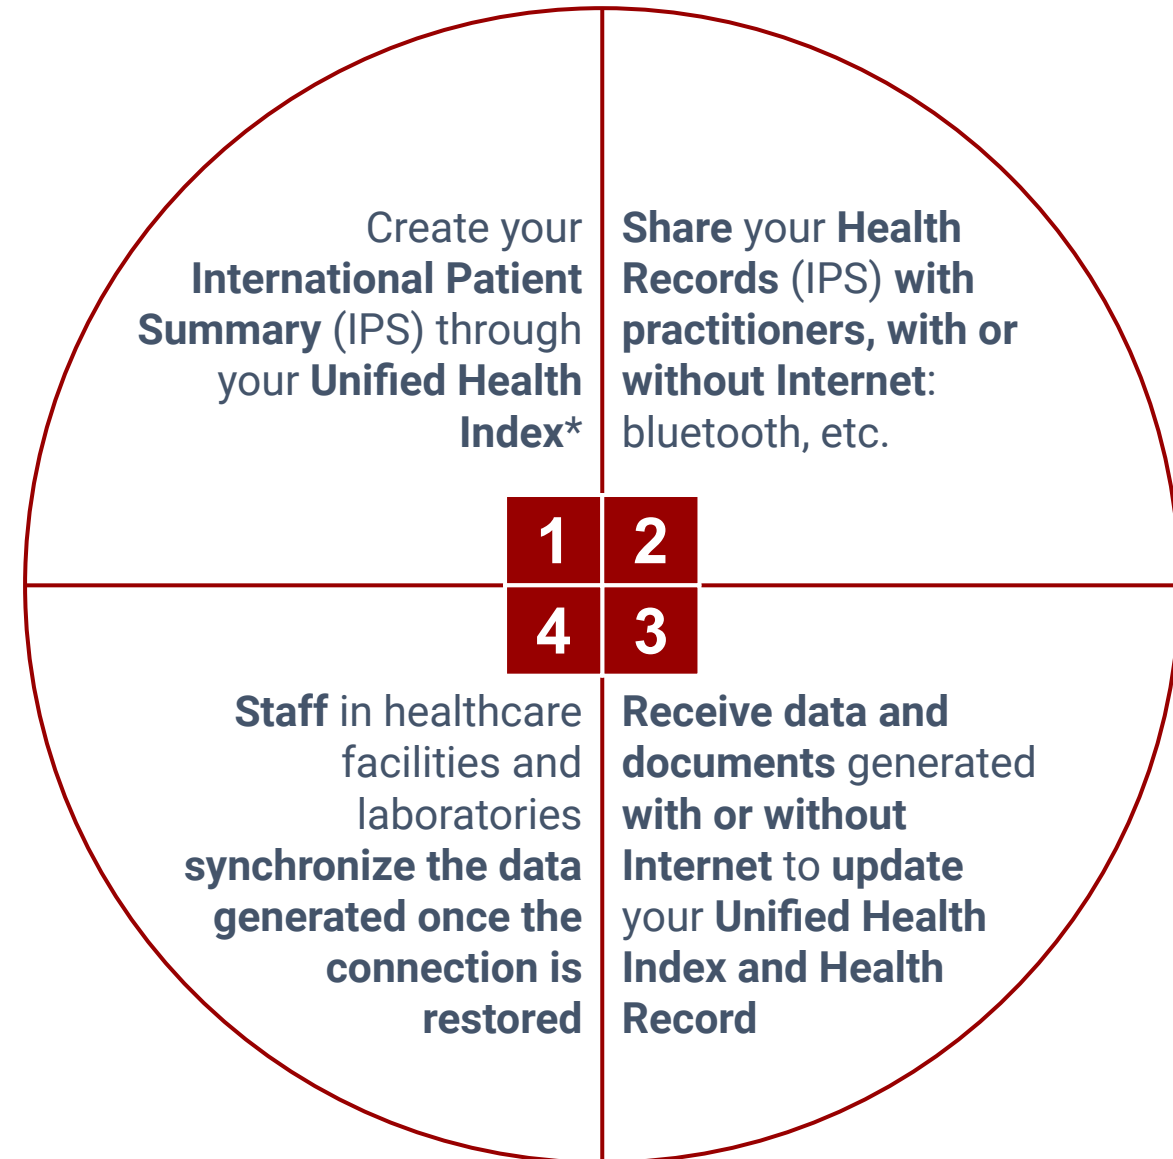 Create your
International Patient
Summary (IPS) through
your Unified Health
Index*
Share your Health
Records (IPS) with
practitioners, with or
without Internet:
bluetooth, etc.
1 2
4 3
Staff in healthcare
facilities and
laboratories
synchronize the data
generated once the
connection is
restored
Receive data and
documents generated
with or without
Internet to update
your Unified Health
Index and Health
Record